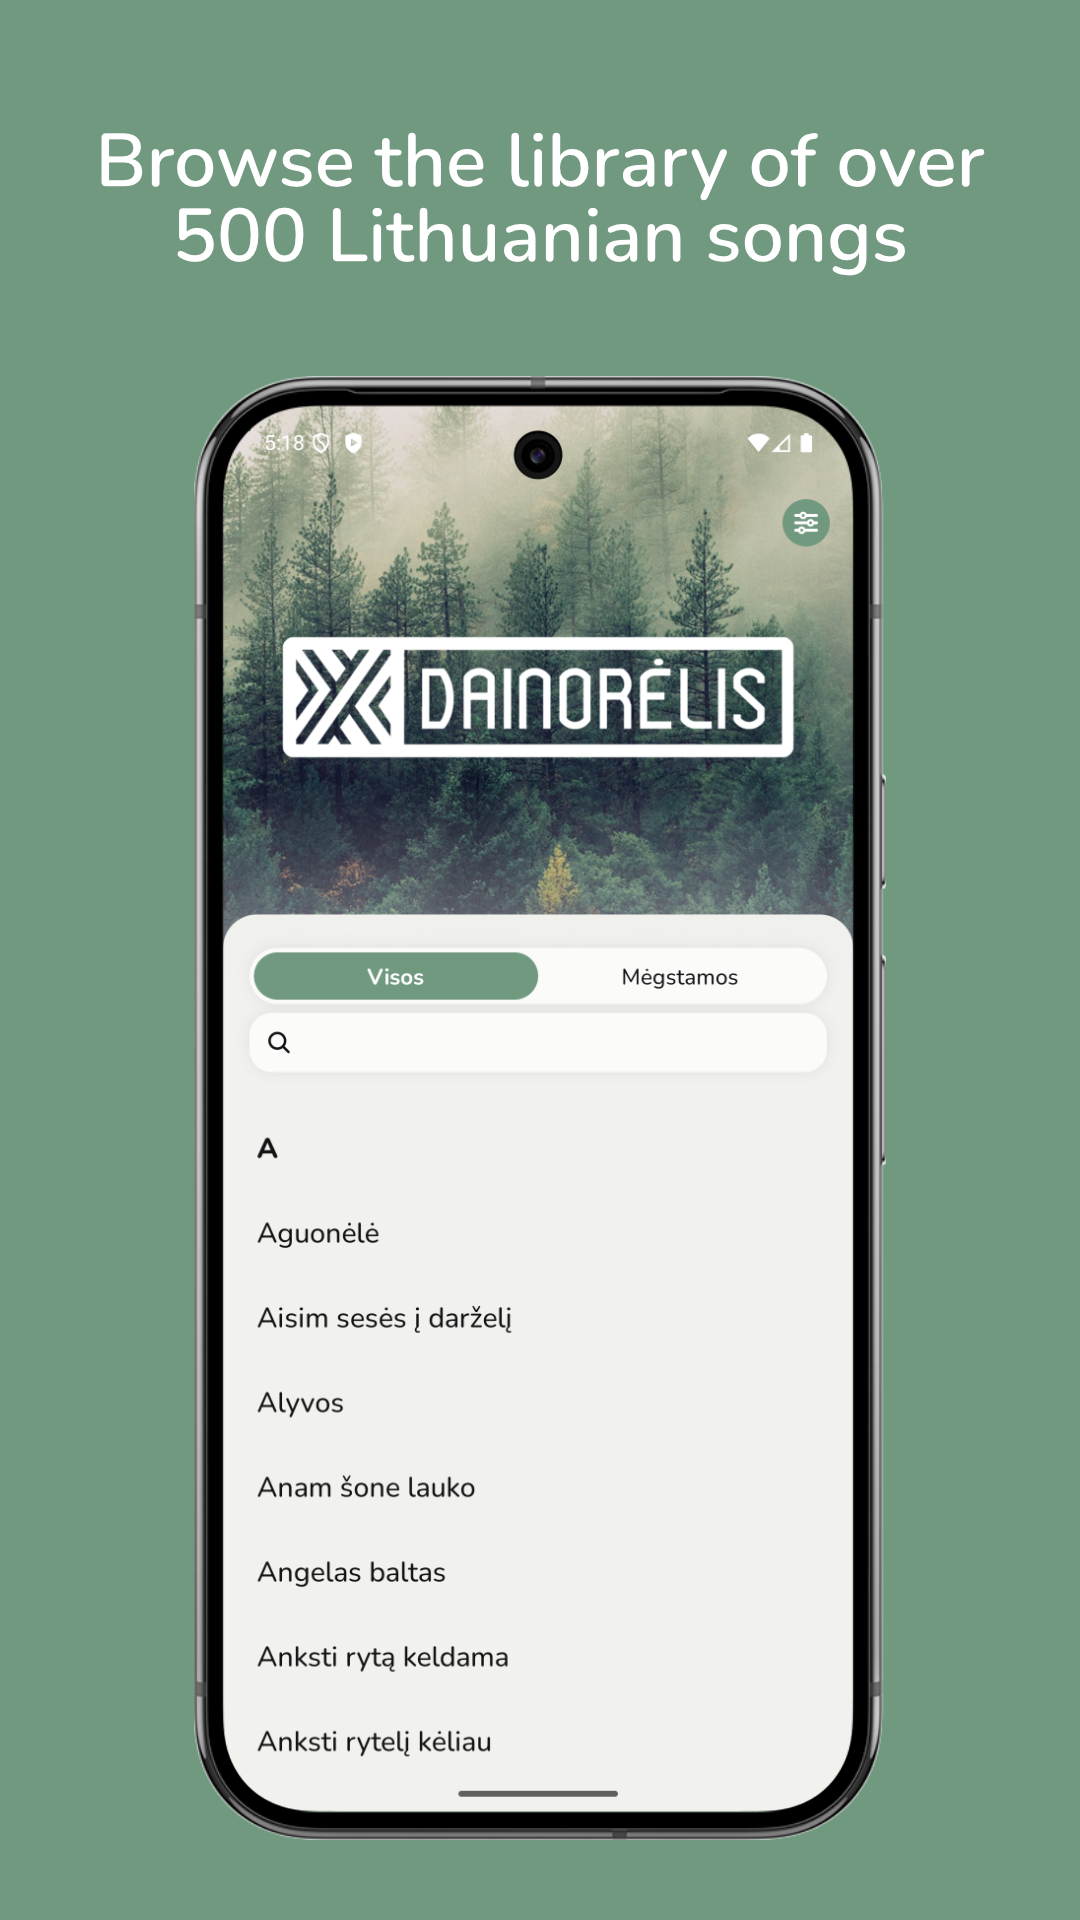 Browse the library of over
500 Lithuanian songs
5:18
DAINORĖLIS
Visos
Mėgstamos
A
Aguonėlė
Aisim sesės į darželį
Alyvos
Anam šone lauko
Angelas baltas
Anksti rytą keldama
Anksti rytelį kėliau